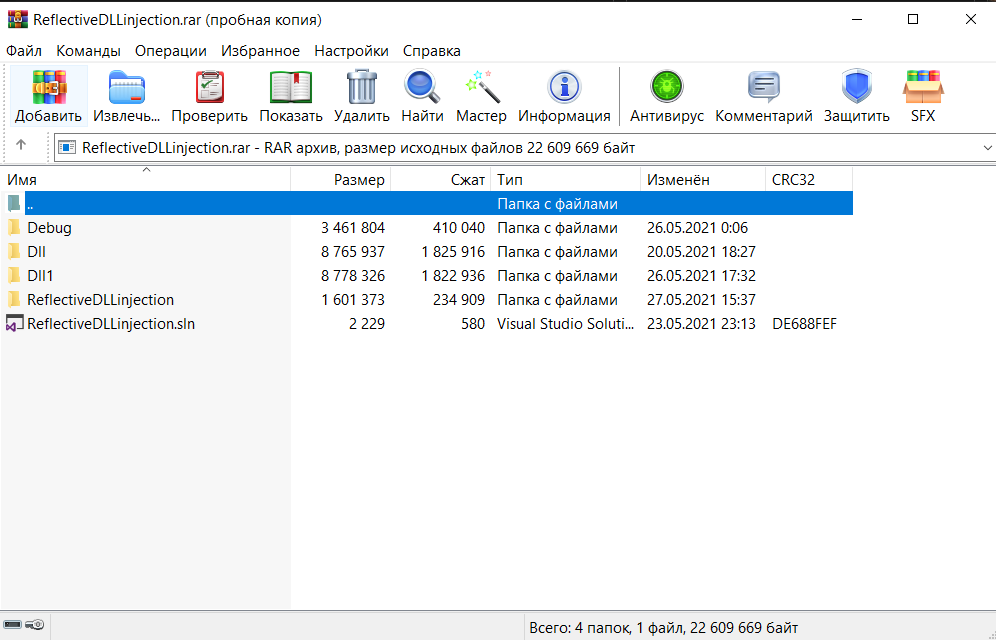 ReflectiveDLLinjection.rar (пробная копия)
Файл Команды Операции Избранное Настройки Справка
Добавить Извлечь... Проверить Показать Удалить Найти Мастер Информация Антивирус Комментарий Защитить SFX
ReflectiveDLLinjection.rar - RAR архив, размер исходных файлов 22 609 669 байт
Имя Размер Сжат Тип Изменён CRC32
.. Папка с файлами
Debug 3 461 804 410 040 Папка с файлами 26.05.2021 0:06
Dll 8 765 937 1 825 916 Папка с файлами 20.05.2021 18:27
Dll1 8 778 326 1 822 936 Папка с файлами 26.05.2021 17:32
ReflectiveDLLinjection 1 601 373 234 909 Папка с файлами 27.05.2021 15:37
ReflectiveDLLinjection.sln 2 229 580 Visual Studio Soluti... 23.05.2021 23:13 DE688FEF
Всего: 4 папок, 1 файл, 22 609 669 байт